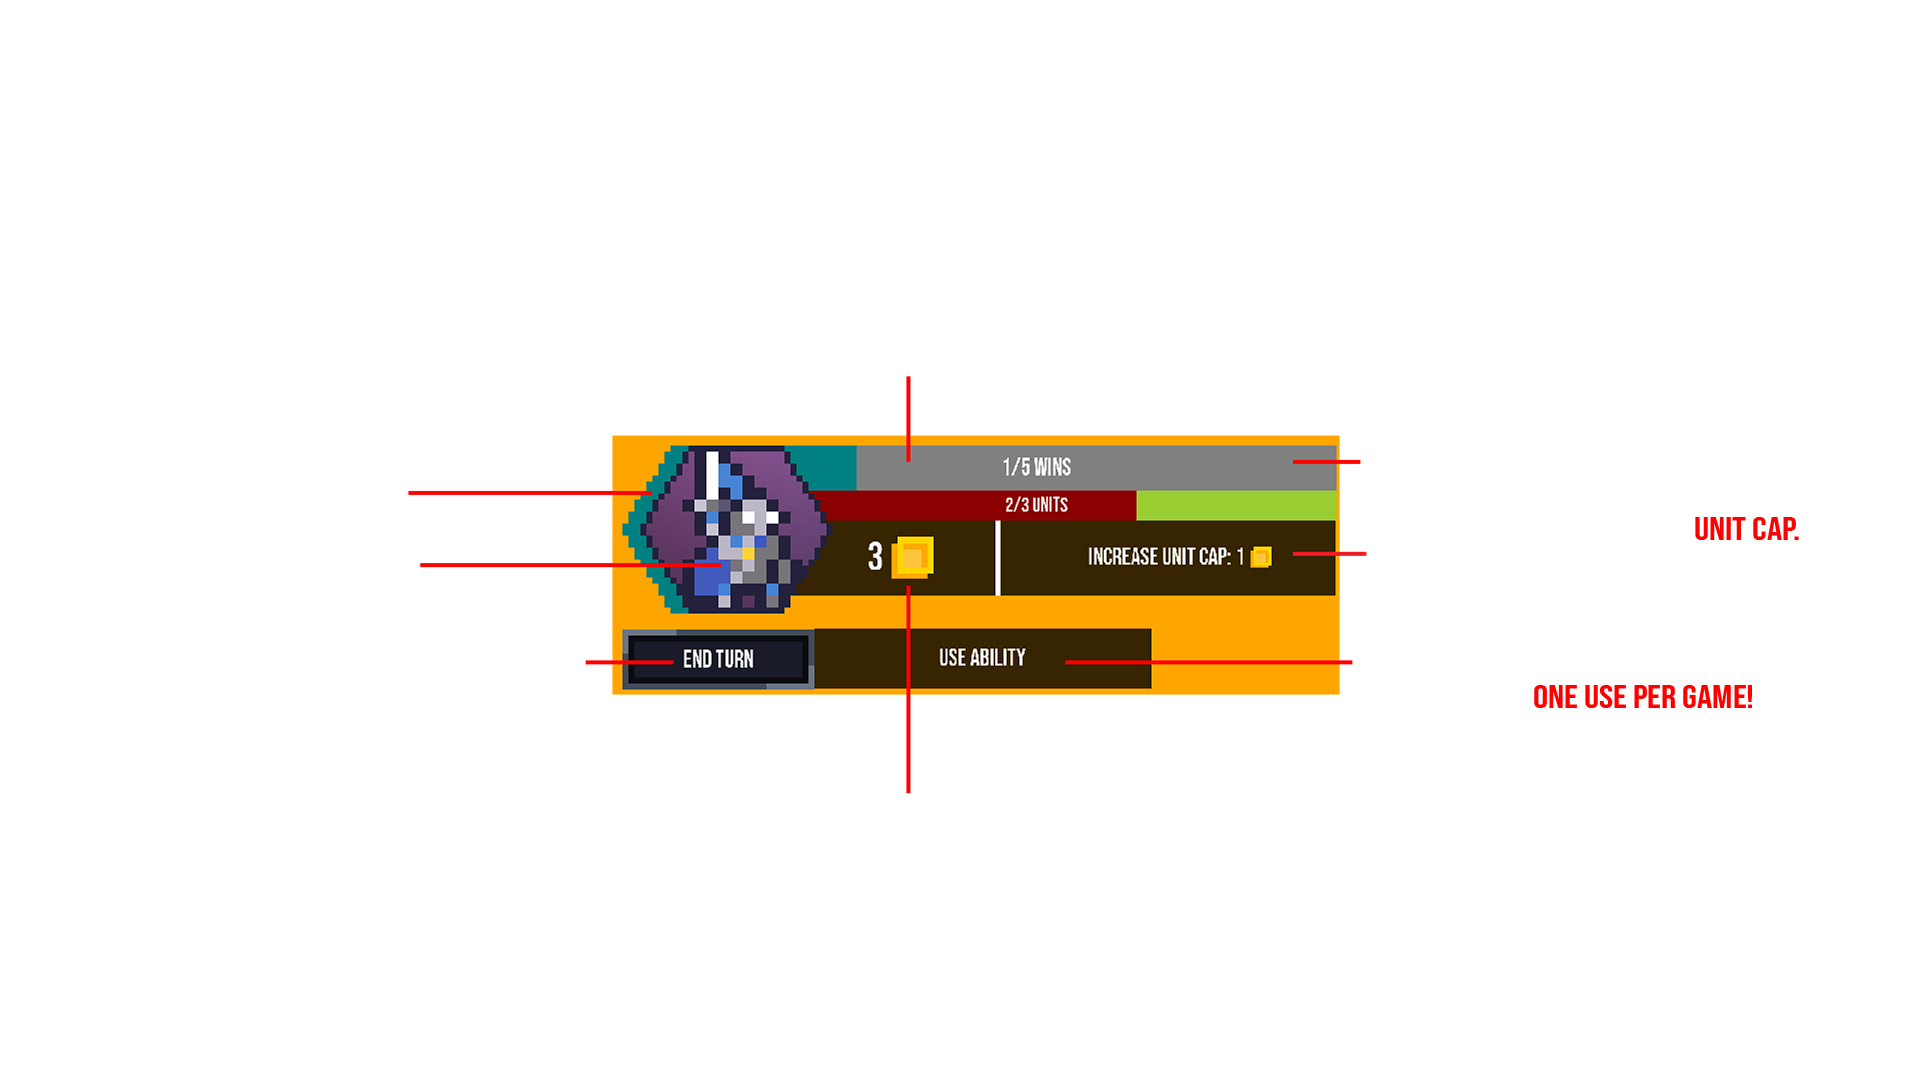 1/5 WINS
2/3 UNITS
UNIT CAP.
3
INCREASE UNIT CAP: 1
END TURN
USE ABILITY
ONE USE PER GAME!